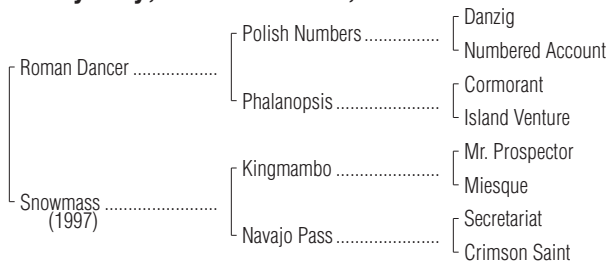 Danzig
Polish Numbers................
Numbered Account
Roman Dancer ..................
Cormorant
Phalanopsis ......................
Island Venture
Mr. Prospector
Kingmambo ......................
Miesque
Snowmass ........................
(1997)
Secretariat
Navajo Pass ......................
Crimson Saint